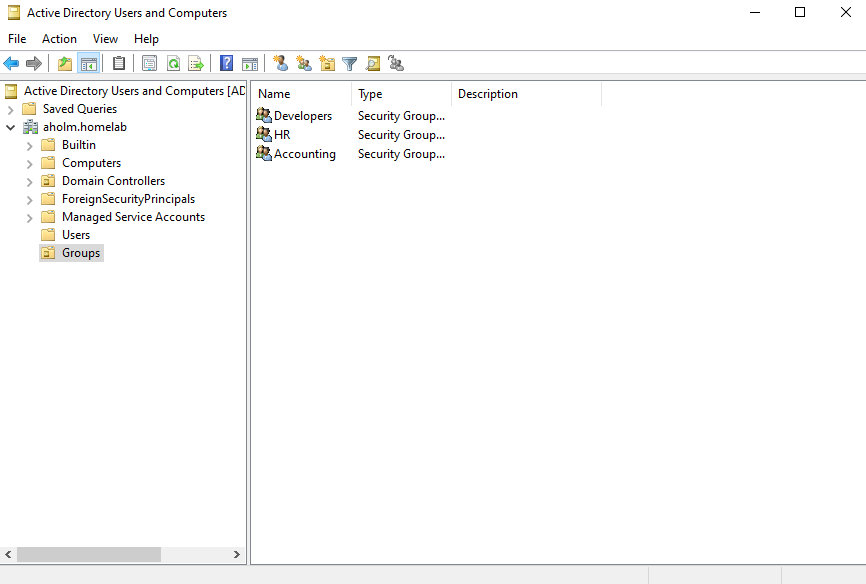 Active Directory Users and Computers
File Action View Help
Active Directory Users and Computers [AD
Saved Queries
aholm.homelab
Builtin
Computers
Domain Controllers
ForeignSecurityPrincipals
Managed Service Accounts
Users
Groups
Name Type Description
Developers Security Group...
HR Security Group...
Accounting Security Group...